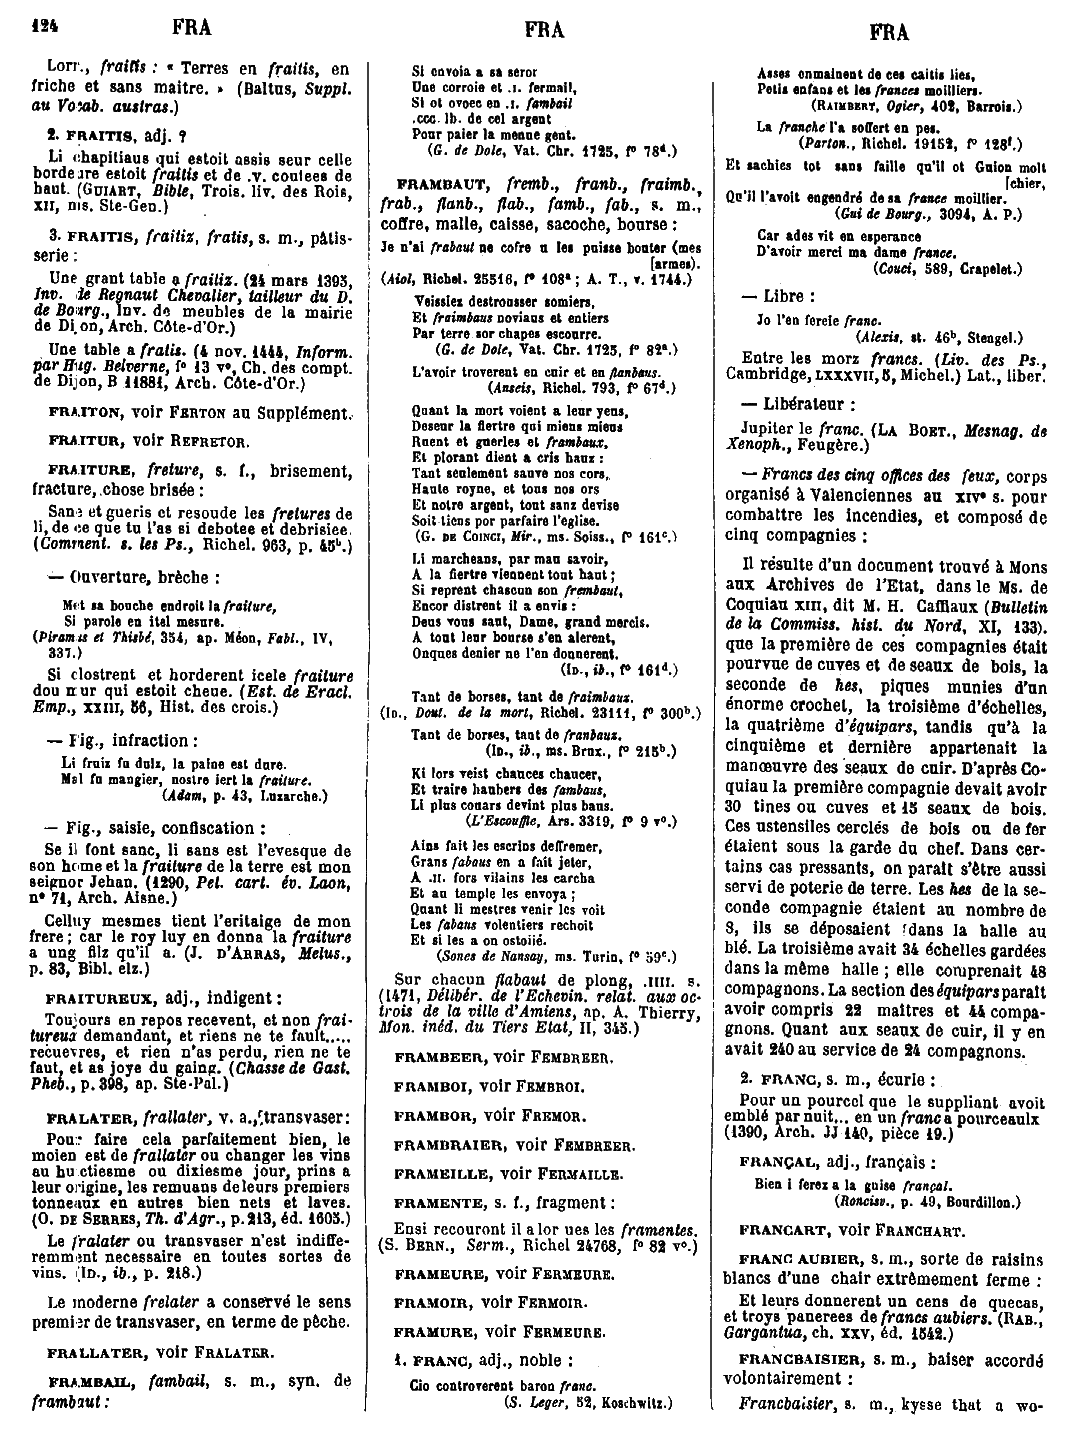 124 FRA FRA FRA
Lorr., fraitis : « Terres en fraitis, en
friche et sans maitre. » (Baltus, Suppl.
au Vocab. austras.)
2. FRAITIS, adj. ?
Li chapitiaus qui estoit assis seur celle
bordeure estoit fraitis et de .v. coutees de
haut. (GUIART, Bible, Trois. liv. des Rois,
XII, ms. Ste-Gen.)
3. FRAITIS, frailiz, fratis, s. m., pâtis-
serie :
Une grant table a frailiz. (24 mars 1393,
Inv. de Regnaut Chevalier, tailleur du D.
de Bourg., Inv. de meubles de la mairie
de Dijon, Arch. Côte-d'Or.)
Une table a fratis. (4 nov. 1444, Inform.
par Hug. Belverne, f° 13 v°, Ch. des compt.
de Dijon, B 11881, Arch. Côte-d'Or.)
FRAITON, voir FERTON au Supplément.
FRAITUR, voir REFRETOR.
FRAITURE, freture, s. f., brisement,
fracture, chose brisée :
Sane et gueris et resoude les fretures de
li, de ce que tu l'as si debotee et debrisiee.
(Comment. s. les Ps., Richel. 963, p. 45ᵇ.)
— Ouverture, brèche :
Met sa bouche endroit la fraiture,
Si parole en itel mesure.
(Piramus et Thisbé, 354, ap. Méon, Fabl., IV,
337.)
Si clostrent et horderent icele fraiture
dou mur qui estoit cheue. (Est. de Eracl.
Emp., XXIII, 56, Hist. des crois.)
— Fig., infraction :
Li fruiz fu dulz, la paine est dure.
Mal fu mangier, nostre iert la fraiture.
(Adam, p. 43, Luzarche.)
— Fig., saisie, confiscation :
Se il font sanc, li sans est l'evesque de
son home et la fraiture de la terre est mon
seignor Jehan. (1290, Pet. cart. év. Laon,
n° 71, Arch. Aisne.)
Celluy mesmes tient l'eritaige de mon
frere ; car le roy luy en donna la fraiture
a ung filz qu'il a. (J. D'ARRAS, Melus.,
p. 83, Bibl. elz.)
FRAITUREUX, adj., indigent :
Toujours en repos recevent, et non frai-
tureux demandant, et riens ne te fault.....
recuevres, et rien n'as perdu, rien ne te
faut, et as joye du gaing. (Chasse de Gast.
Pheb., p. 398, ap. Ste-Pal.)
FRALATER, frallater, v. a., transvaser :
Pour faire cela parfaitement bien, le
moien est de frallater ou changer les vins
au huictiesme ou dixiesme jour, prins a
leur origine, les remuans de leurs premiers
tonneaux en autres bien nets et laves.
(O. DE SERRES, Th. d'Agr., p. 213, éd. 1605.)
Le fralater ou transvaser n'est indiffe-
remment necessaire en toutes sortes de
vins. (ID., ib., p. 218.)
Le moderne frelater a conservé le sens
premier de transvaser, en terme de pêche.
FRALLATER, voir FRALATER.
FRAMBAIL, fambail, s. m., syn. de
frambaut :
Si envoia a sa seror
Une corroie et .I. fermail,
Si ot ovoec en .I. fambail
.CCC. lb. de cel argent
Pour paier la menue gent.
(G. de Dole, Vat. Chr. 1725, f° 78ᵈ.)
FRAMBAUT, fremb., franb., fraimb.,
frab., flanb., flab., famb., fab., s. m.,
coffre, malle, caisse, sacoche, bourse :
Je n'ai frabaut ne cofre u les puisse bouter (mes
[armes).
(Aiol, Richel. 25516, f° 108ᵃ ; A. T., v. 1744.)
Veissiez destrousser somiers,
Et fraimbaus noviaus et entiers
Par terre sor chapes escourre.
(G. de Dole, Vat. Chr. 1725, f° 82ᵃ.)
L'avoir troverent en cuir et en flanbaus.
(Anseis, Richel. 793, f° 67ᵈ.)
Quant la mort voient a leur yeus,
Deseur la fiertre qui mieus mieus
Ruent et guerles et frambaux,
Et plorant dient a cris haux :
Tant seulement sauve nos cors,
Haute royne, et tous nos ors
Et nostre argent, tout sanz devise
Soit tiens por parfaire l'eglise.
(G. DE COINCI, Mir., ms. Soiss., f° 161ᶜ.)
Li marcheans, par mau savoir,
A la fiertre viennent tout haut ;
Si reprent chascun son frembaut,
Encor distrent il a envis :
Deus vous saut, Dame, grand mercis.
A tout leur bourse s'en alerent,
Onques denier ne l'en donnerent.
(ID., ib., f° 161ᵈ.)
Tant de borses, tant de fraimbaux.
(ID., Dout. de la mort, Richel. 23111, f° 300ᵇ.)
Tant de borses, tant de franbaux.
(ID., ib., ms. Brux., f° 215ᵇ.)
Ki lors veist chauces chaucer,
Et traire haubers des fambaus,
Li plus couars devint plus baus.
(L'Escouffle, Ars. 3319, f° 9 v°.)
Ains fait les escrins deffremer,
Grans fabaus en a fait jeter,
A .II. fors vilains les carcha
Et au temple les envoya ;
Quant li mestres venir les voit
Les fabaus volentiers rechoit
Et si les a on ostoiié.
(Sones de Nansay, ms. Turin, f° 59ᶜ.)
Sur chacun flabaut de plong, .IIII. s.
(1471, Délibér. de l'Echevin. relat. aux oc-
trois de la ville d'Amiens, ap. A. Thierry,
Mon. inéd. du Tiers Etat, II, 345.)
FRAMBEER, voir FEMBREER.
FRAMBOI, voir FEMBROI.
FRAMBOR, voir FREMOR.
FRAMBRAIER, voir FEMBREER.
FRAMEILLE, voir FERMAILLE.
FRAMENTE, s. f., fragment :
Ensi recouront il alor ues les framentes.
(S. BERN., Serm., Richel 24768, f° 82 v°.)
FRAMEURE, voir FERMEURE.
FRAMOIR, voir FERMOIR.
FRAMURE, voir FERMEURE.
1. FRANC, adj., noble :
Cio controverent baron franc.
(S. Leger, 52, Koschwitz.)
Asses enmainent de ces caitis lies,
Petis enfans et les frances moilliers.
(RAIMBERT, Ogier, 402, Barrois.)
La franche l'a soffert en pes.
(Parton., Richel. 19152, f° 128ᶠ.)
Et sachies tot sans faille qu'il ot Guion molt
[chier,
Qu'il l'avoit engendré de sa france moillier.
(Gui de Bourg., 3094, A. P.)
Car ades vit en esperance
D'avoir merci ma dame france.
(Couci, 589, Crapelet.)
— Libre :
Jo l'en fereie franc.
(Alexis, st. 46ᵇ, Stengel.)
Entre les morz francs. (Liv. des Ps.,
Cambridge, LXXXVII, 5, Michel.) Lat., liber.
— Libérateur :
Jupiter le franc. (LA BOET., Mesnag. de
Xenoph., Feugère.)
— Francs des cinq offices des feux, corps
organisé à Valenciennes au XIVᵉ s. pour
combattre les incendies, et composé de
cinq compagnies :
Il résulte d'un document trouvé à Mons
aux Archives de l'Etat, dans le Ms. de
Coquiau XIII, dit M. H. Caffiaux (Bulletin
de la Commiss. hist. du Nord, XI, 133).
que la première de ces compagnies était
pourvue de cuves et de seaux de bois, la
seconde de hes, piques munies d'un
énorme crochet, la troisième d'échelles,
la quatrième d'équipars, tandis qu'à la
cinquième et dernière appartenait la
manœuvre des seaux de cuir. D'après Co-
quiau la première compagnie devait avoir
30 tines ou cuves et 15 seaux de bois.
Ces ustensiles cerclés de bois ou de fer
étaient sous la garde du chef. Dans cer-
tains cas pressants, on paraît s'être aussi
servi de poterie de terre. Les hes de la se-
conde compagnie étaient au nombre de
8, ils se déposaient dans la halle au
blé. La troisième avait 34 échelles gardées
dans la même halle ; elle comprenait 48
compagnons. La section des équipars paraît
avoir compris 22 maîtres et 44 compa-
gnons. Quant aux seaux de cuir, il y en
avait 240 au service de 24 compagnons.
2. FRANC, s. m., écurie :
Pour un pourcel que le suppliant avoit
emblé par nuit... en un franc a pourceaulx
(1390, Arch. JJ 140, pièce 19.)
FRANÇAL, adj., français :
Bien i ferez a la guise françal.
(Roncisv., p. 49, Bourdillon.)
FRANCART, voir FRANCHART.
FRANC AUBIER, s. m., sorte de raisins
blancs d'une chair extrêmement ferme :
Et leurs donnerent un cens de quecas,
et troys panerees de francs aubiers. (RAB.,
Gargantua, ch. XXV, éd. 1542.)
FRANCBAISIER, s. m., baiser accordé
volontairement :
Francbaisier, s. m., kysse that a wo-